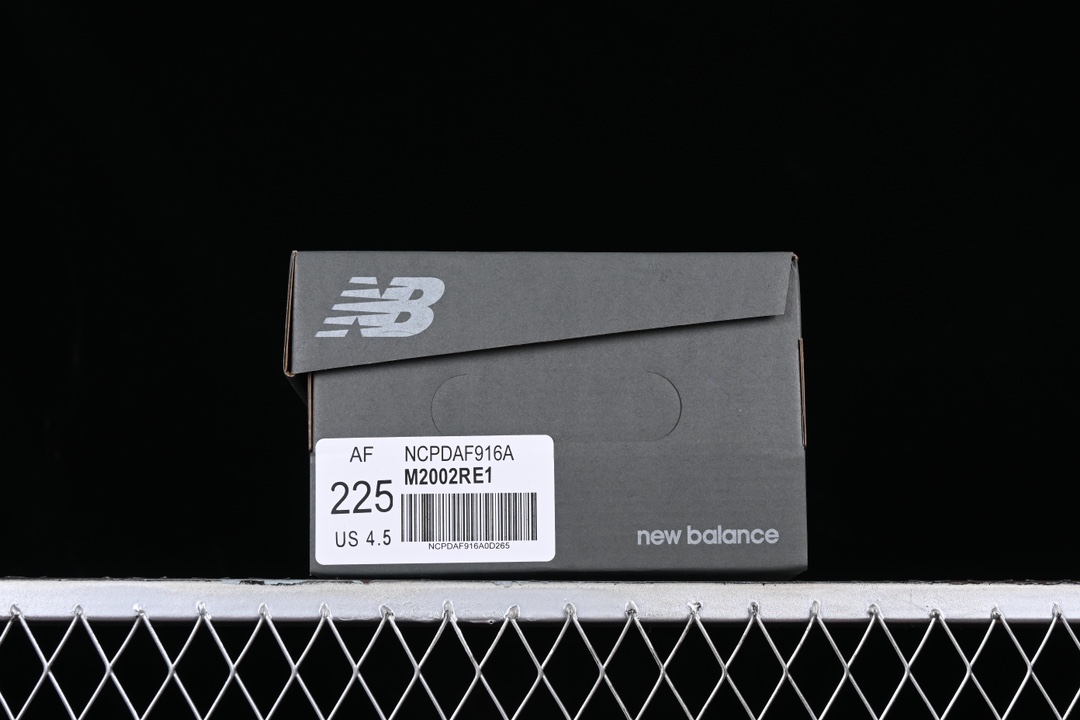 NB
AF NCPDAF916A
M2002RE1
225
US 4.5
NCPDAF916A0D265
new balance